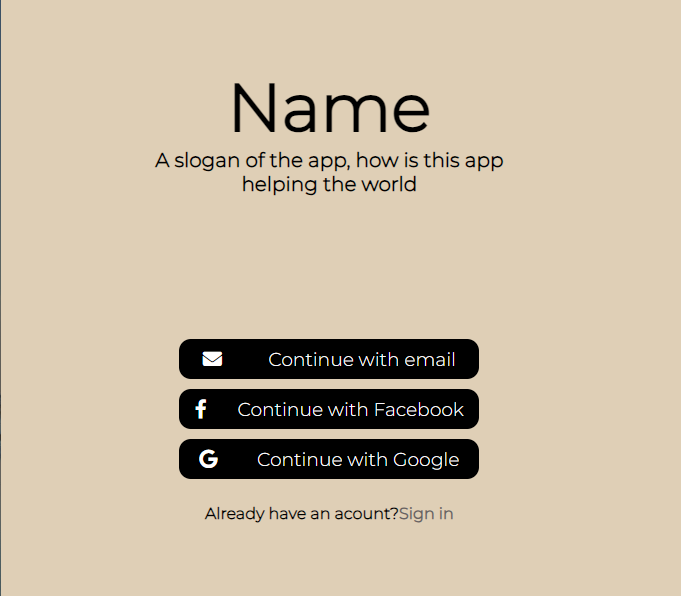 Name
A slogan of the app, how is this app
helping the world
Continue with email
Continue with Facebook
Continue with Google
Already have an acount?Sign in